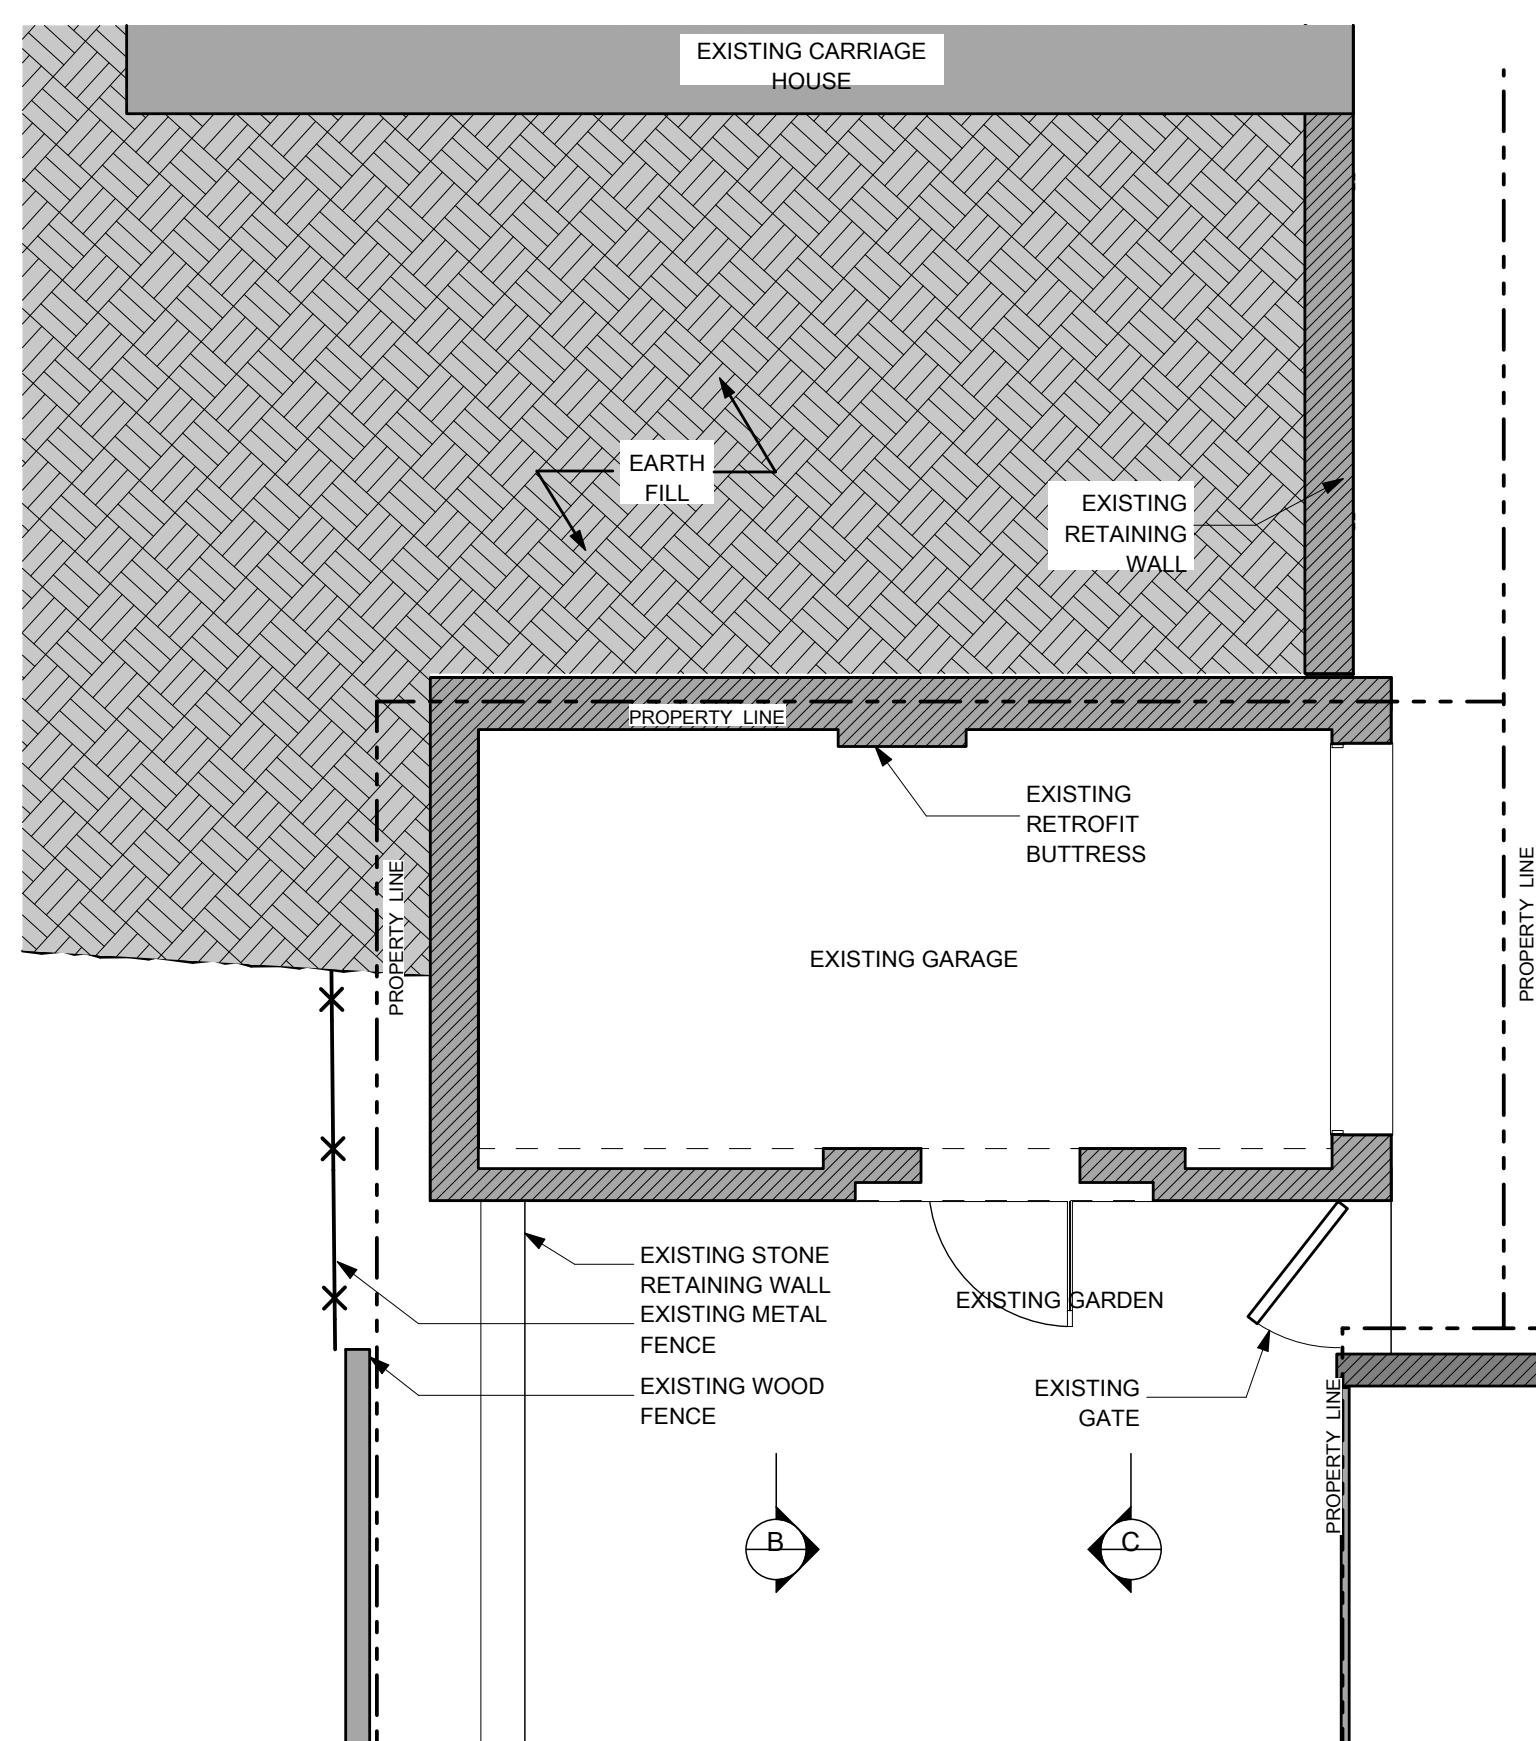 EXISTING CARRIAGE
HOUSE
EARTH
FILL
EXISTING
RETAINING
WALL
PROPERTY LINE
EXISTING
RETROFIT
BUTTRESS
PROPERTY LINE
PROPERTY LINE
EXISTING GARAGE
EXISTING STONE
RETAINING WALL
EXISTING METAL
FENCE
EXISTING GARDEN
EXISTING WOOD
FENCE
EXISTING
GATE
PROPERTY LINE
B
C